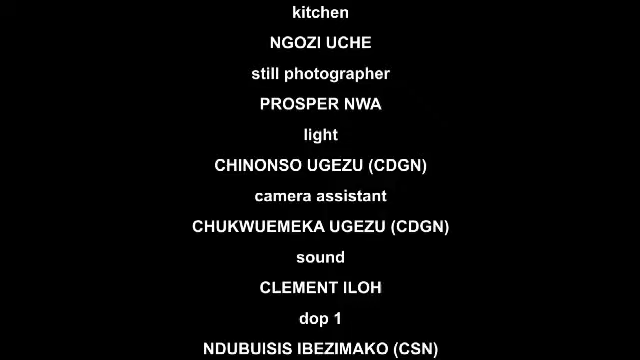 kitchen
NGOZI UCHE
still photographer
PROSPER NWA
light
CHINONSO UGEZU (CDGN)
camera assistant
CHUKWUEMEKA UGEZU (CDGN)
sound
CLEMENT ILOH
dop 1
NDUBUISIS IBEZIMAKO (CSN)